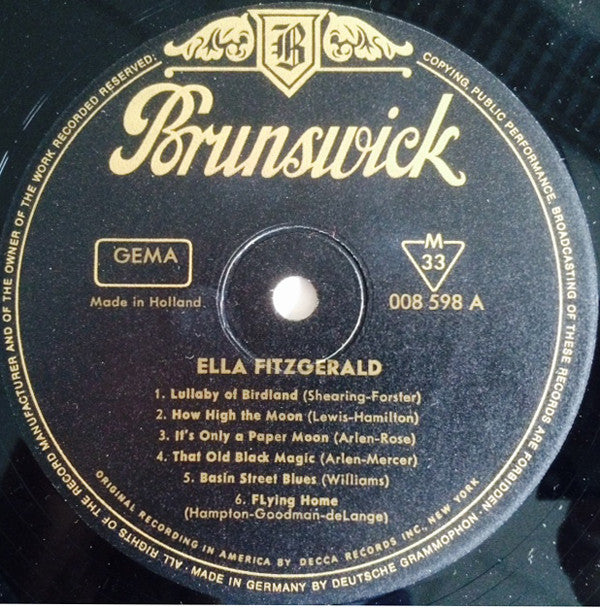 B
Brunswick
GEMA
Made in Holland
M
33
008 598 A
ELLA FITZGERALD
1. Lullaby of Birdland (Shearing-Forster)
2. How High the Moon (Lewis-Hamilton)
3. It's Only a Paper Moon (Arlen-Rose)
4. That Old Black Magic (Arlen-Mercer)
5. Basin Street Blues (Williams)
6. FLying Home
(Hampton-Goodman-deLange)
ORIGINAL RECORDING IN AMERICA BY DECCA RECORDS INC., NEW YORK
ALL RIGHTS OF THE RECORD MANUFACTURER AND OF THE OWNER OF THE WORK RECORDED RESERVED. COPYING, PUBLIC PERFORMANCE, BROADCASTING OF THESE RECORDS ARE FORBIDDEN · MADE IN GERMANY BY DEUTSCHE GRAMMOPHON ·